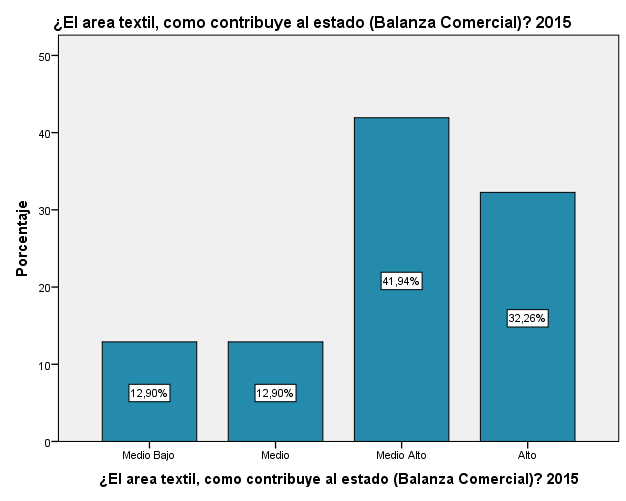 ¿El area textil, como contribuye al estado (Balanza Comercial)? 2015
Porcentaje
50
40
30
20
10
0
12,90%
12,90%
41,94%
32,26%
Medio Bajo
Medio
Medio Alto
Alto
¿El area textil, como contribuye al estado (Balanza Comercial)? 2015